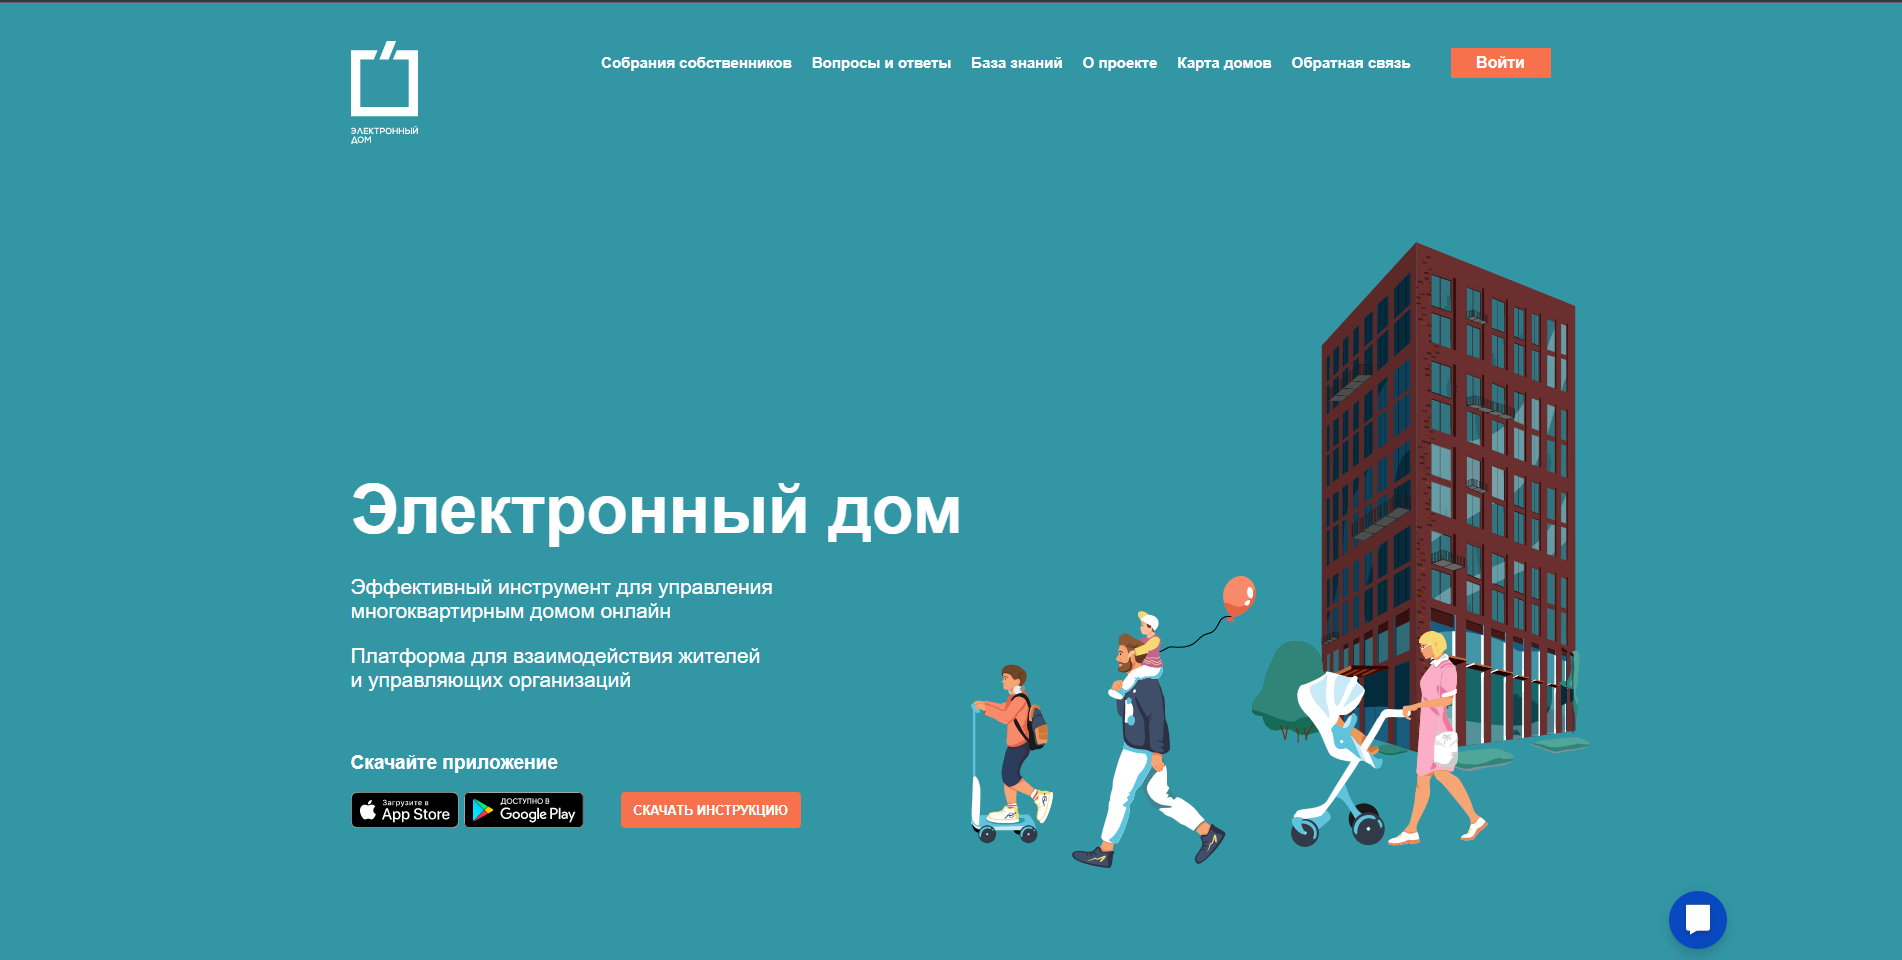 ЭЛЕКТРОННЫЙ
ДОМ
Собрания собственников Вопросы и ответы База знаний О проекте Карта домов Обратная связь Войти
Электронный дом
Эффективный инструмент для управления
многоквартирным домом онлайн
Платформа для взаимодействия жителей
и управляющих организаций
Скачайте приложение
Загрузите в
App Store
ДОСТУПНО В
Google Play
СКАЧАТЬ ИНСТРУКЦИЮ